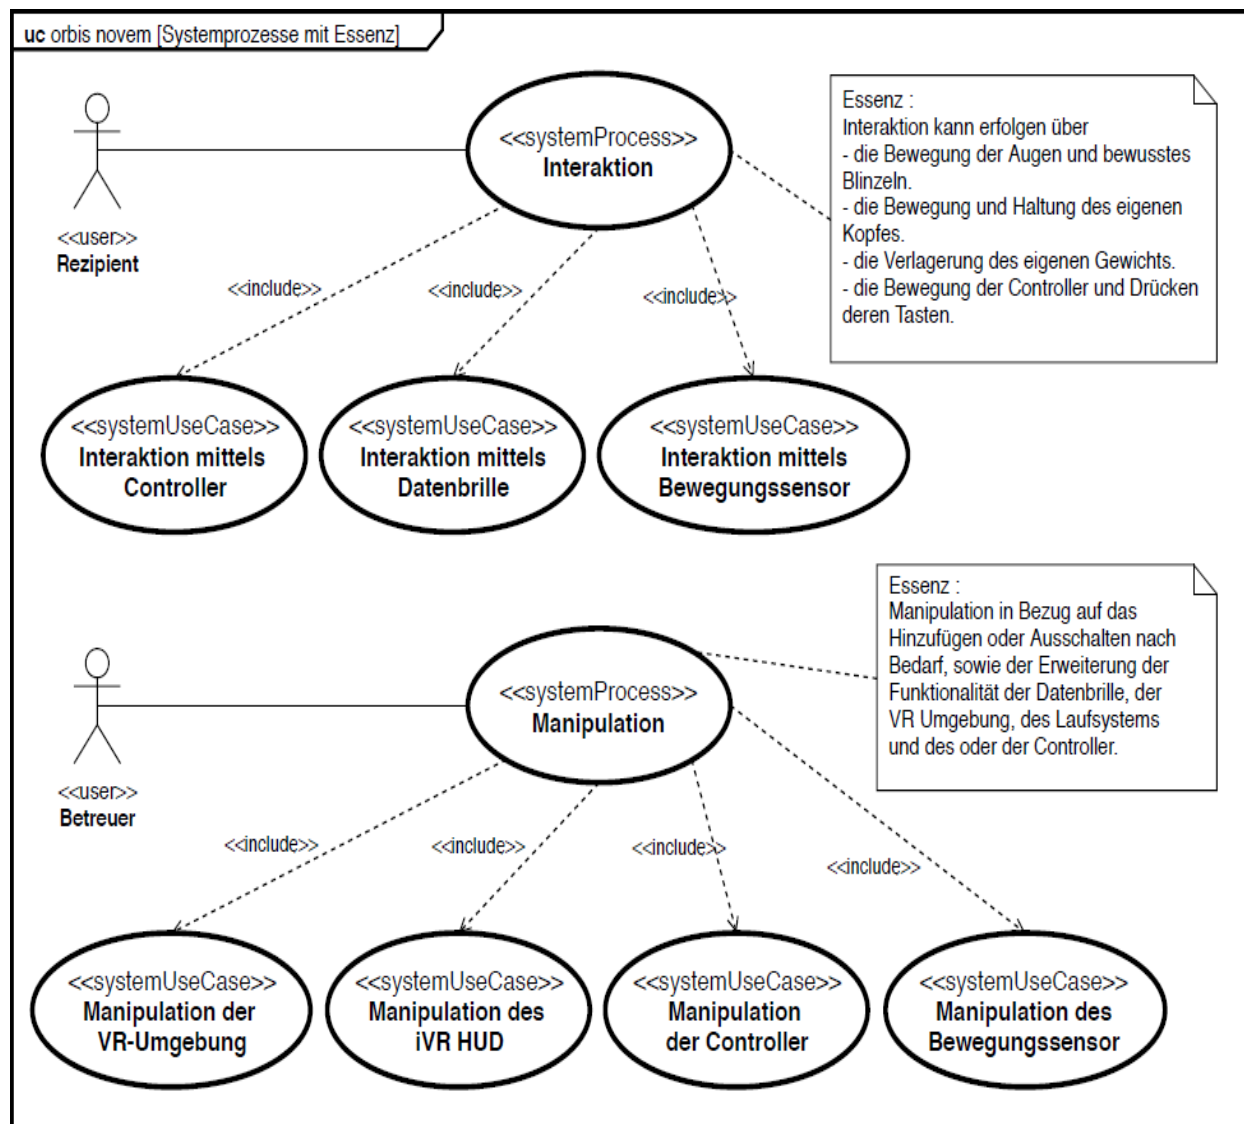 uc orbis novem [Systemprozesse mit Essenz]
<<systemProcess>>
Interaktion
Essenz :
Interaktion kann erfolgen über
- die Bewegung der Augen und bewusstes
Blinzeln.
- die Bewegung und Haltung des eigenen
Kopfes.
- die Verlagerung des eigenen Gewichts.
- die Bewegung der Controller und Drücken
deren Tasten.
<<user>>
Rezipient
<<include>>
<<include>>
<<include>>
<<systemUseCase>>
Interaktion mittels
Controller
<<systemUseCase>>
Interaktion mittels
Datenbrille
<<systemUseCase>>
Interaktion mittels
Bewegungssensor
Essenz :
Manipulation in Bezug auf das
Hinzufügen oder Ausschalten nach
Bedarf, sowie der Erweiterung der
Funktionalität der Datenbrille, der
VR Umgebung, des Laufsystems
und des oder der Controller.
<<systemProcess>>
Manipulation
<<user>>
Betreuer
<<include>>
<<include>>
<<include>>
<<include>>
<<systemUseCase>>
Manipulation der
VR-Umgebung
<<systemUseCase>>
Manipulation des
iVR HUD
<<systemUseCase>>
Manipulation
der Controller
<<systemUseCase>>
Manipulation des
Bewegungssensor